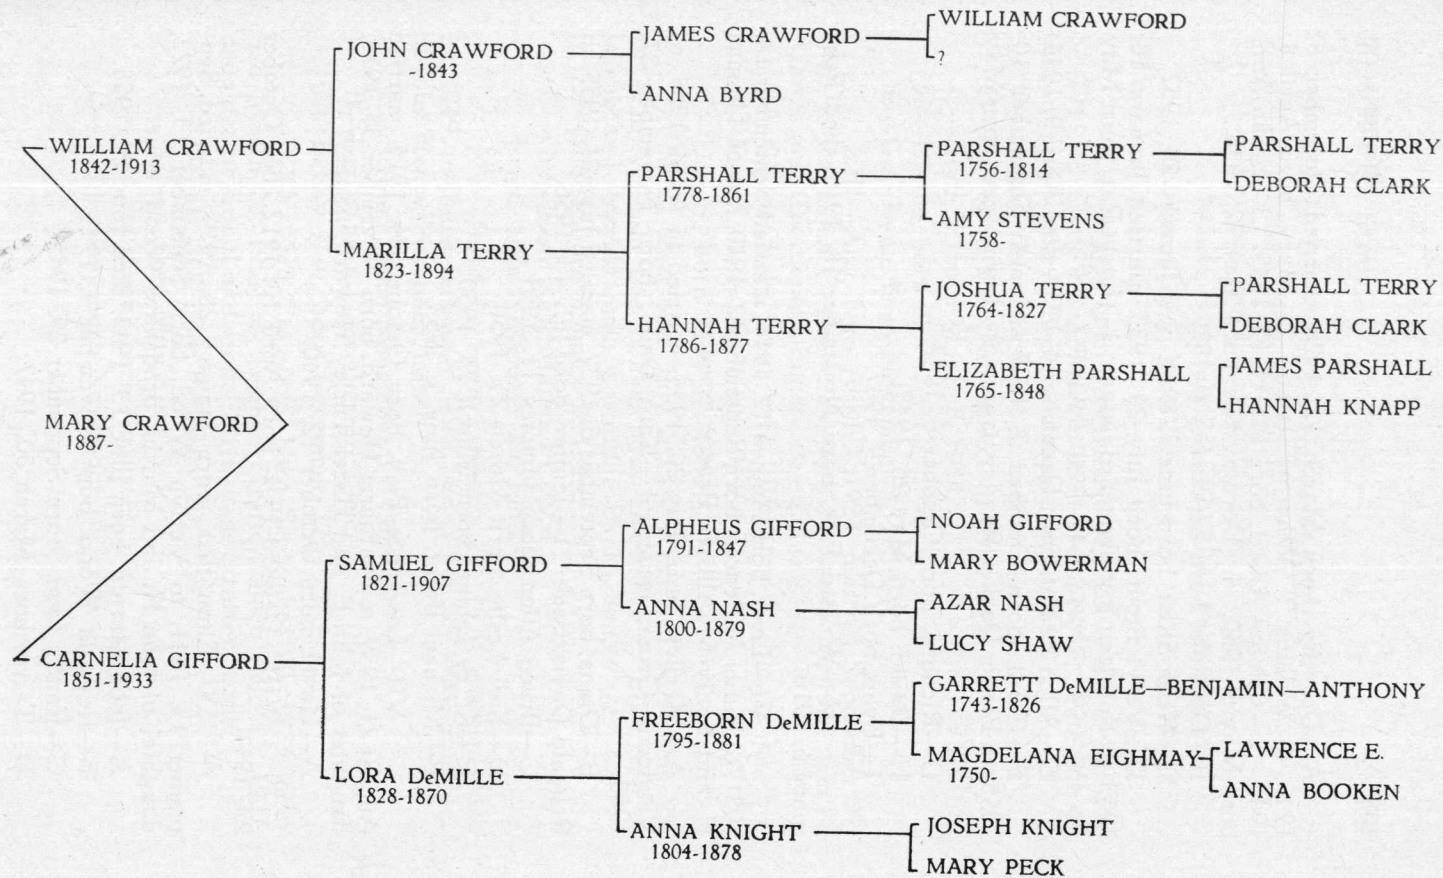 WILLIAM CRAWFORD
JOHN CRAWFORD
-1843
JAMES CRAWFORD
?
ANNA BYRD
WILLIAM CRAWFORD
1842-1913
PARSHALL TERRY
1778-1861
PARSHALL TERRY
1756-1814
PARSHALL TERRY
DEBORAH CLARK
AMY STEVENS
1758-
MARILLA TERRY
1823-1894
JOSHUA TERRY
1764-1827
PARSHALL TERRY
DEBORAH CLARK
HANNAH TERRY
1786-1877
ELIZABETH PARSHALL
1765-1848
JAMES PARSHALL
HANNAH KNAPP
MARY CRAWFORD
1887-
ALPHEUS GIFFORD
1791-1847
NOAH GIFFORD
MARY BOWERMAN
SAMUEL GIFFORD
1821-1907
ANNA NASH
1800-1879
AZAR NASH
LUCY SHAW
CARNELIA GIFFORD
1851-1933
GARRETT DeMILLE—BENJAMIN—ANTHONY
1743-1826
FREEBORN DeMILLE
1795-1881
MAGDELANA EIGHMAY
1750-
LAWRENCE E.
ANNA BOOKEN
LORA DeMILLE
1828-1870
ANNA KNIGHT
1804-1878
JOSEPH KNIGHT
MARY PECK